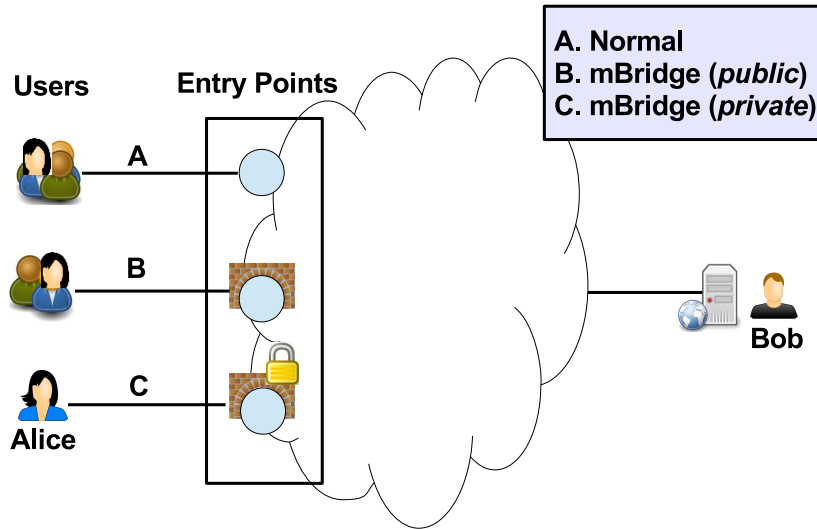 A. Normal
B. mBridge (public)
C. mBridge (private)
Users
Entry Points
A
B
C
Alice
Bob